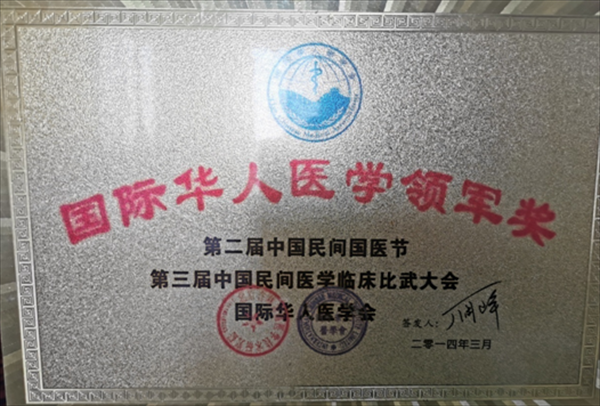 国际华人医学领军奖
第二届中国民间国医节
第三届中国民间医学临床比武大会
国际华人医学会
签发人:
二零一四年三月